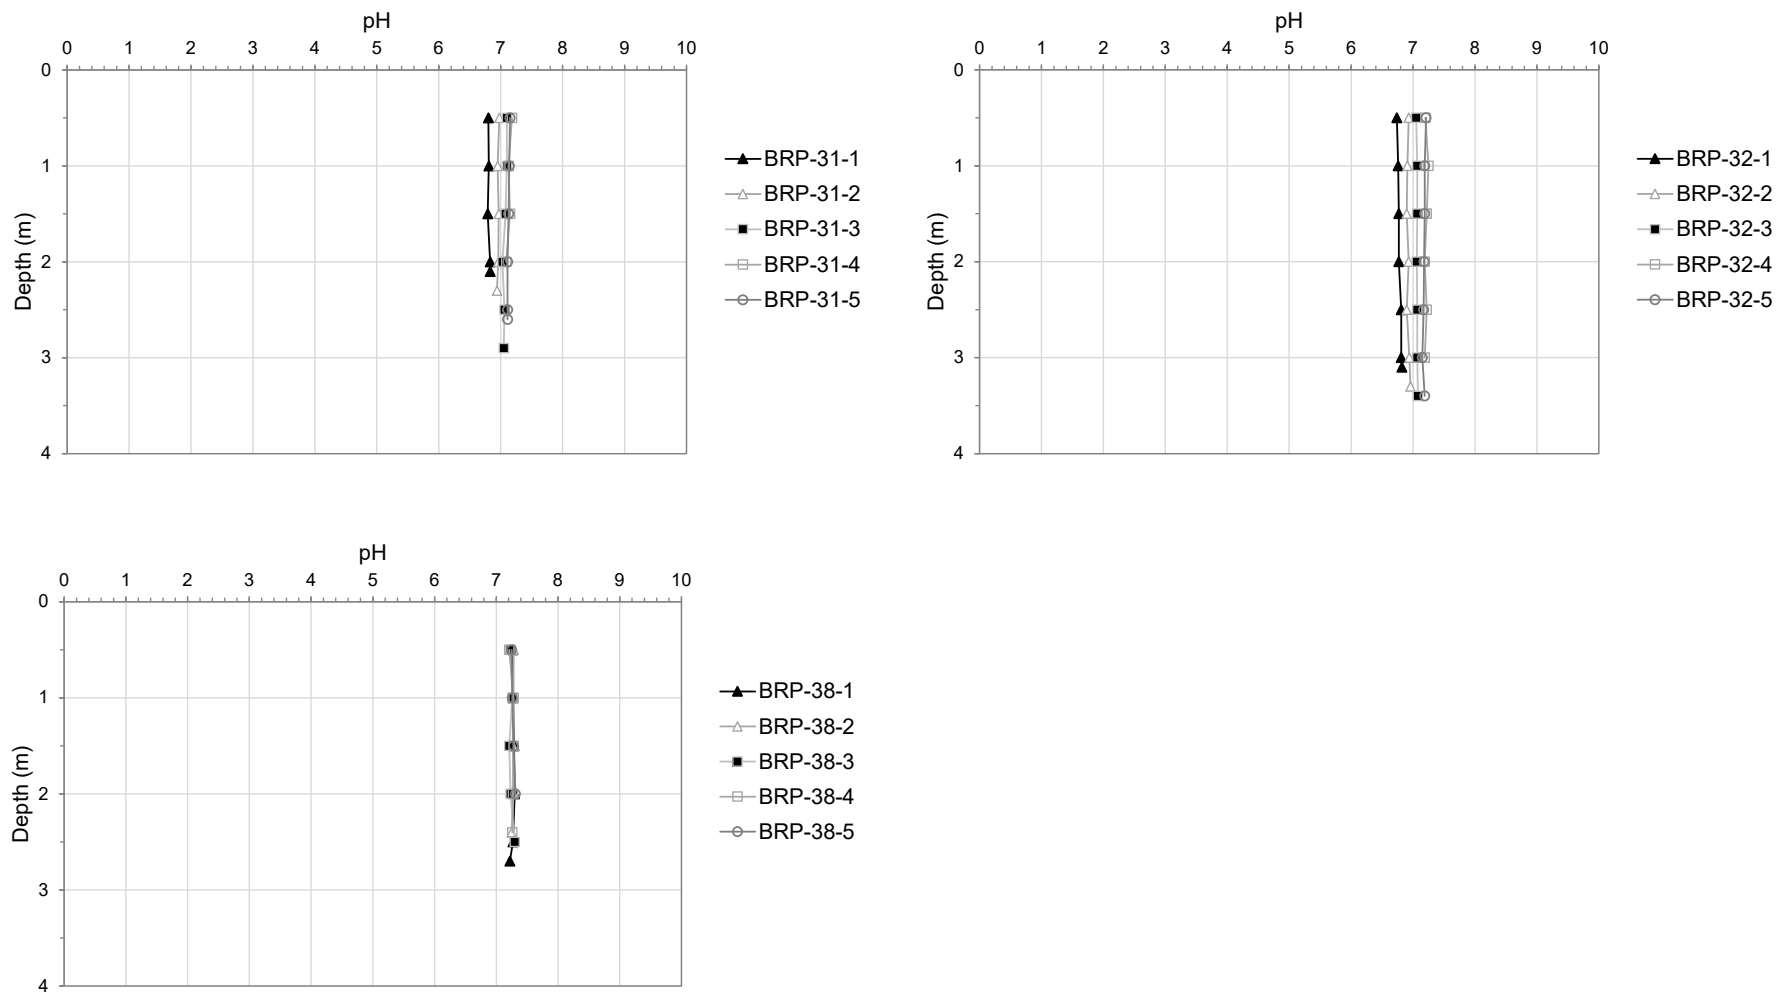 pH
0 1 2 3 4 5 6 7 8 9 10
0
1
2
3
4
Depth (m)
BRP-31-1
BRP-31-2
BRP-31-3
BRP-31-4
BRP-31-5
pH
0 1 2 3 4 5 6 7 8 9 10
0
1
2
3
4
Depth (m)
BRP-32-1
BRP-32-2
BRP-32-3
BRP-32-4
BRP-32-5
pH
0 1 2 3 4 5 6 7 8 9 10
0
1
2
3
4
Depth (m)
BRP-38-1
BRP-38-2
BRP-38-3
BRP-38-4
BRP-38-5